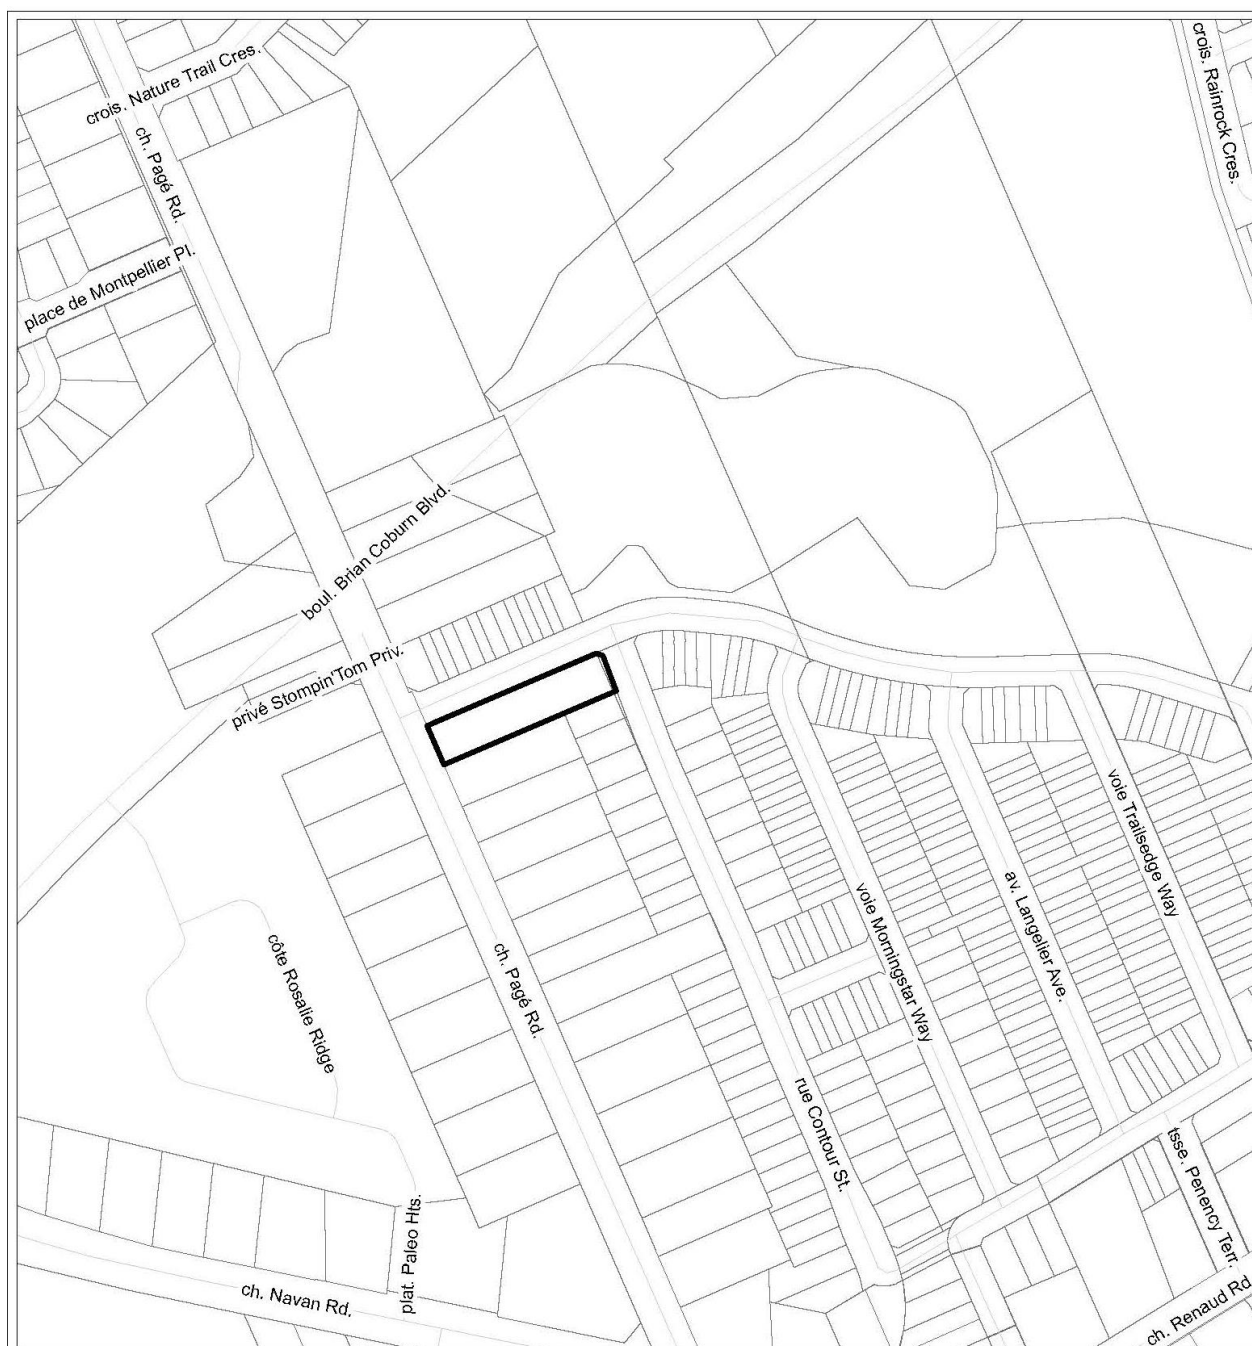 crois. Nature Trail Cres.
crois. Rainrock Cres.
ch. Pagé Rd.
place de Montpellier Pl.
boul. Brian Coburn Blvd.
privé Stompin'Tom Priv.
voie Trailsedge Way
av. Langelier Ave.
voie Morningstar Way
côte Rosalie Ridge
ch. Pagé Rd.
rue Contour St.
tsse. Penency Terr.
plat. Paleo Hts.
ch. Navan Rd.
ch. Renaud Rd